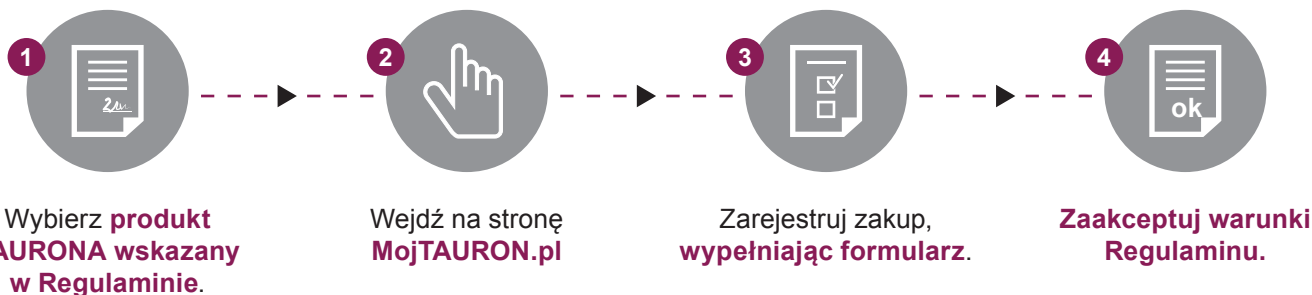 1
2
3
4
ok
Wybierz produkt
AURONA wskazany
w Regulaminie.
Wejdź na stronę
MojTAURON.pl
Zarejestruj zakup,
wypełniając formularz.
Zaakceptuj warunki
Regulaminu.